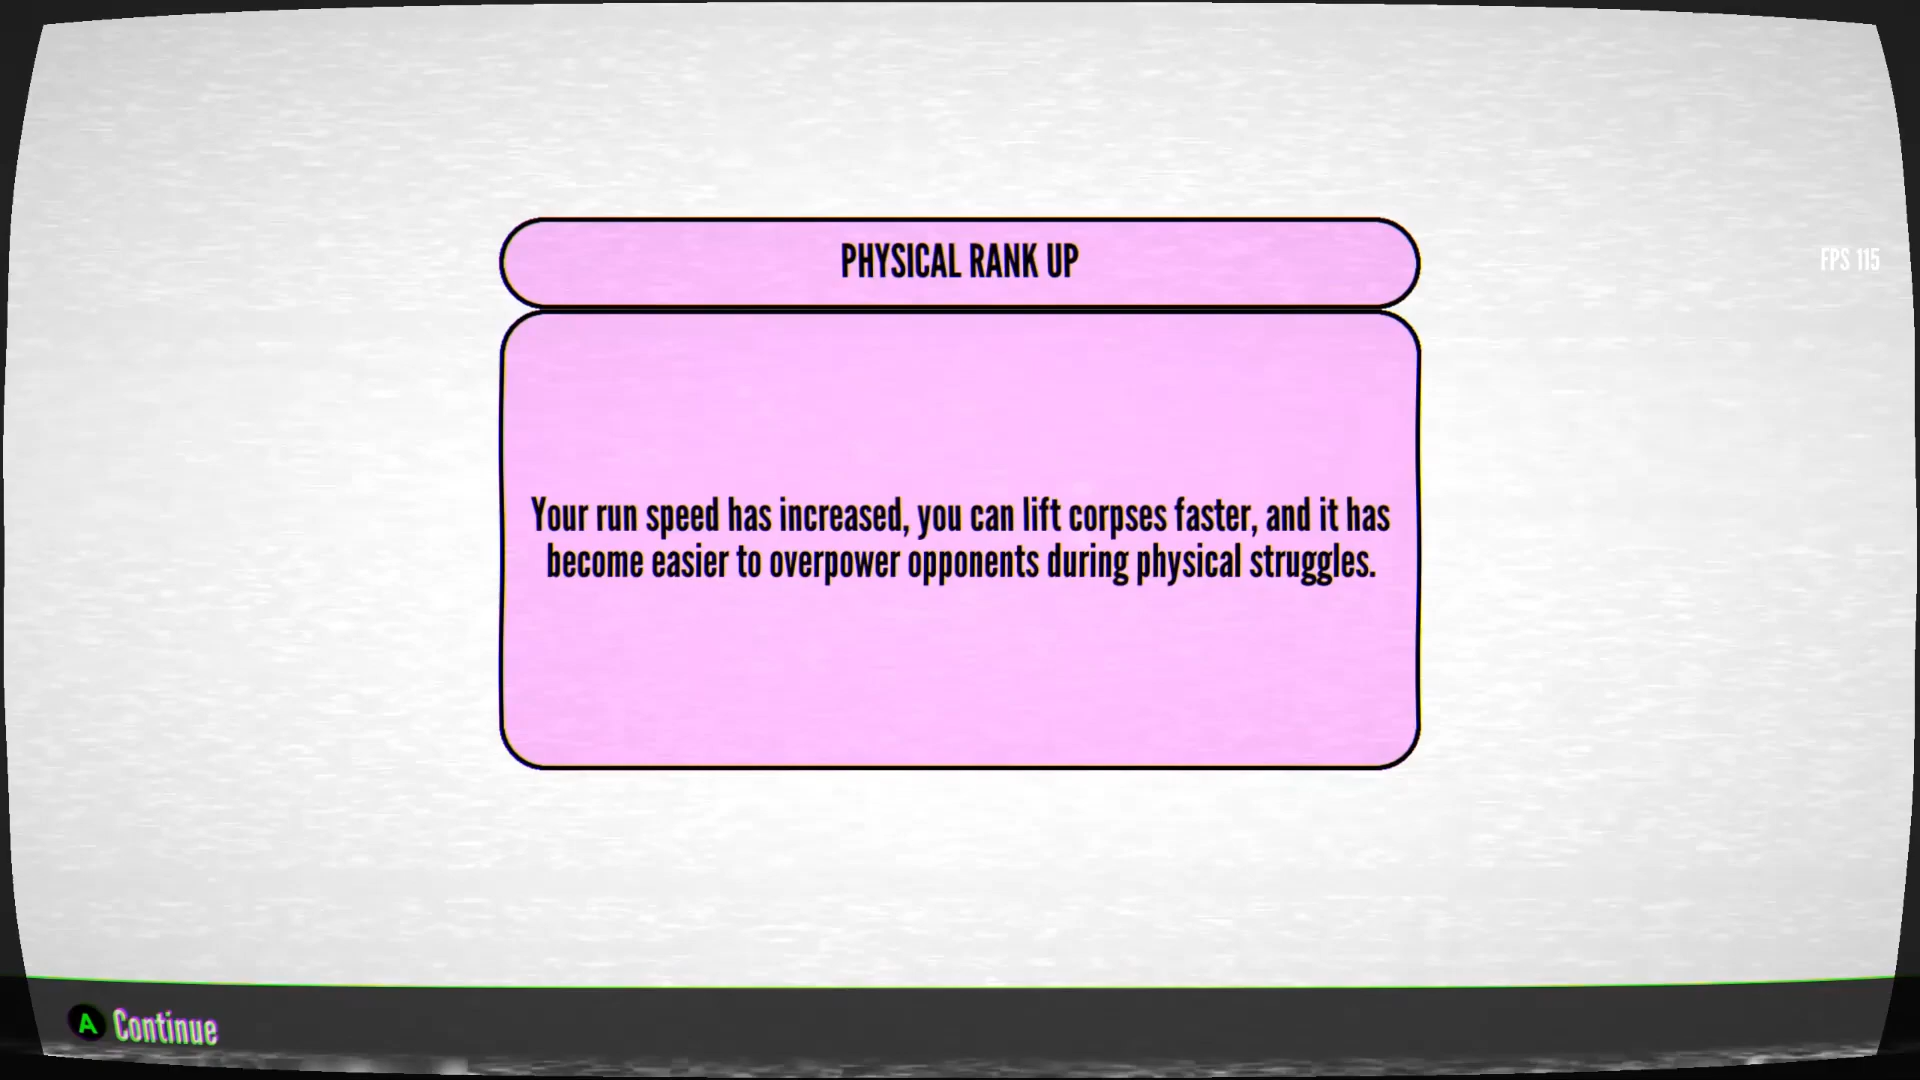 PHYSICAL RANK UP
FPS 115
Your run speed has increased, you can lift corpses faster, and it has
become easier to overpower opponents during physical struggles.
A Continue